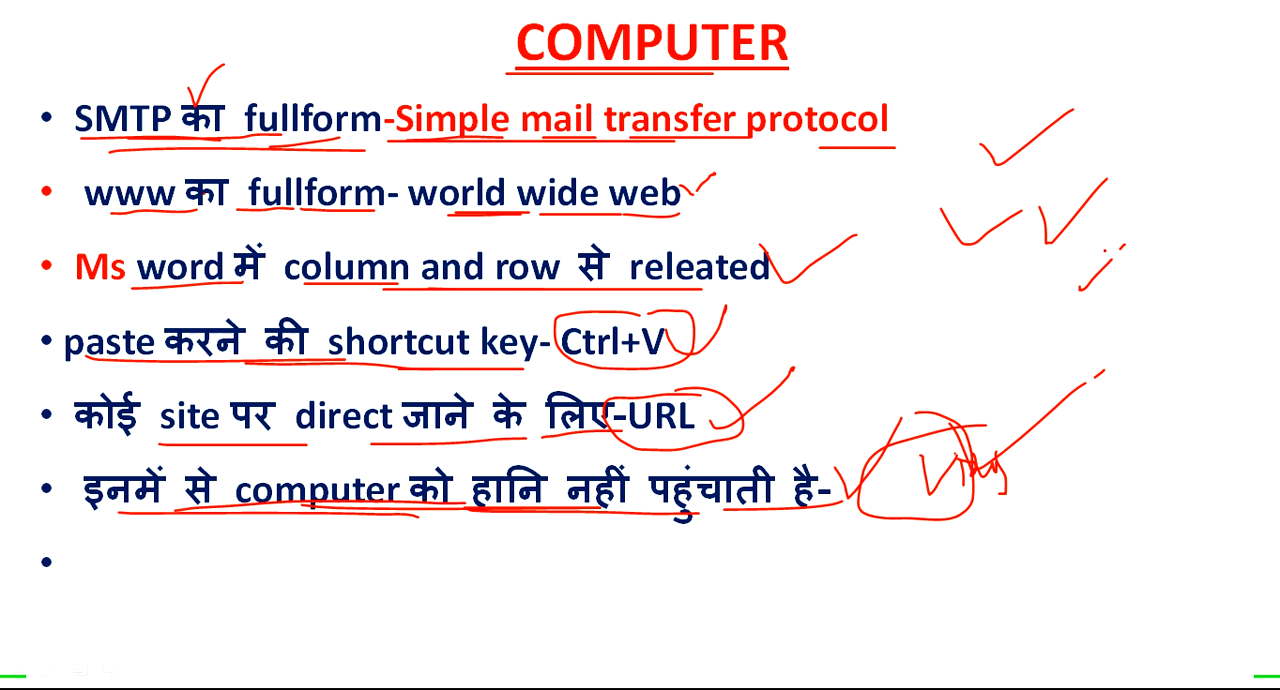 COMPUTER
• SMTP का fullform-Simple mail transfer protocol
• www का fullform- world wide web
• Ms word में column and row से releated
• paste करने की shortcut key- Ctrl+V
• कोई site पर direct जाने के लिए-URL
• इनमें से computer को हानि नहीं पहुंचाती है-
•